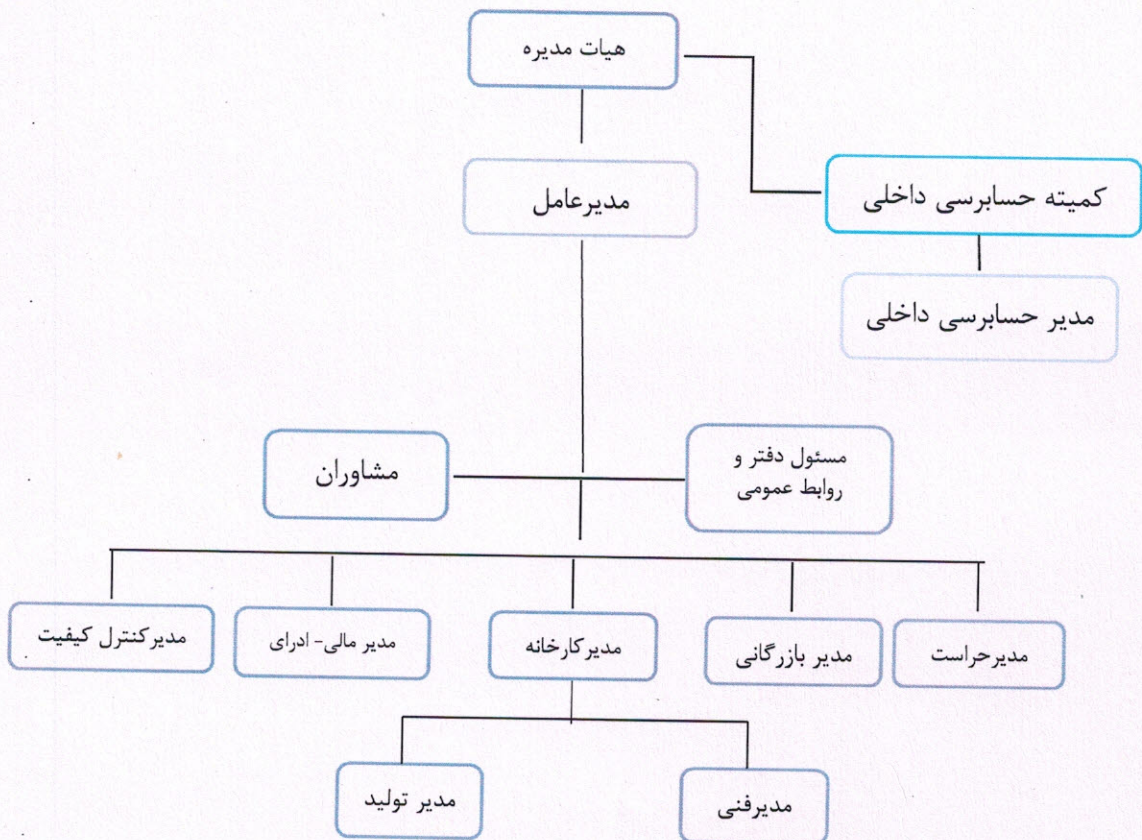 هیات مدیره
مدیرعامل
کمیته حسابرسی داخلی
مدیر حسابرسی داخلی
مسئول دفتر و
روابط عمومی
مشاوران
مدیرحراست
مدیر بازرگانی
مدیرکارخانه
مدیر مالی- ادرای
مدیرکنترل کیفیت
مدیرفنی
مدیر تولید